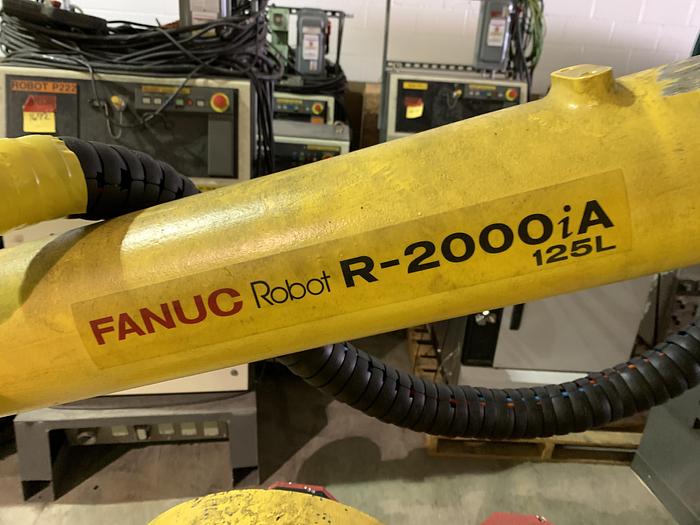 ROBOT P222
FANUC Robot R-2000iA
125L